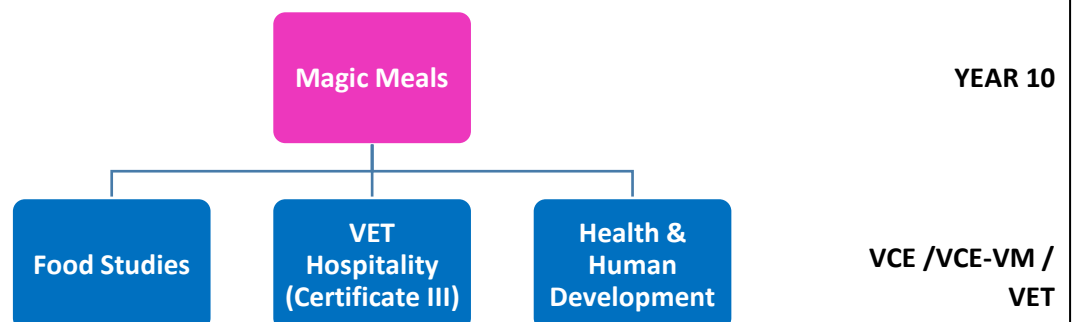 Magic Meals
YEAR 10
Food Studies
VET
Hospitality
(Certificate III)
Health &
Human
Development
VCE /VCE-VM /
VET